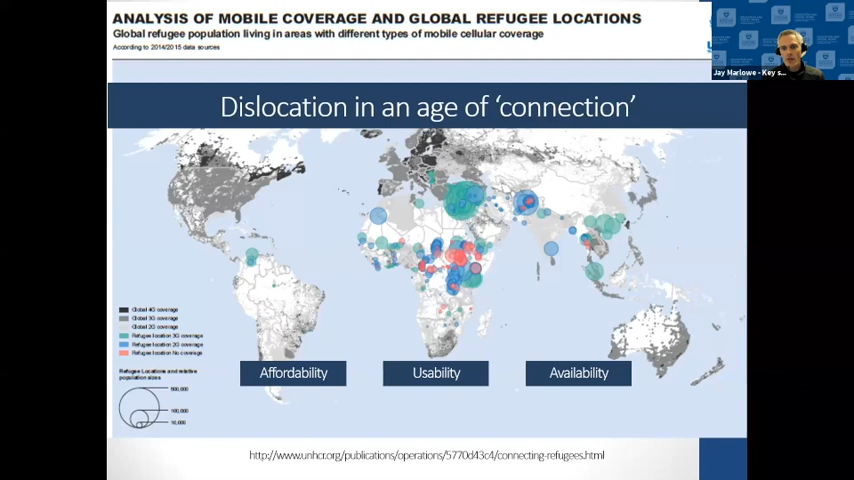 ANALYSIS OF MOBILE COVERAGE AND GLOBAL REFUGEE LOCATIONS
Global refugee population living in areas with different types of mobile cellular coverage
According to 2014/2015 data sources
Jay Marlowe - Key s...
Dislocation in an age of 'connection'
Global 4G coverage
Global 3G coverage
Global 2G coverage
Refugee location 3G coverage
Refugee location 2G coverage
Refugee location No coverage
Refugee Locations and relative
population sizes
500,000
100,000
10,000
Affordability
Usability
Availability
http://www.unhcr.org/publications/operations/5770d43c4/connecting-refugees.html